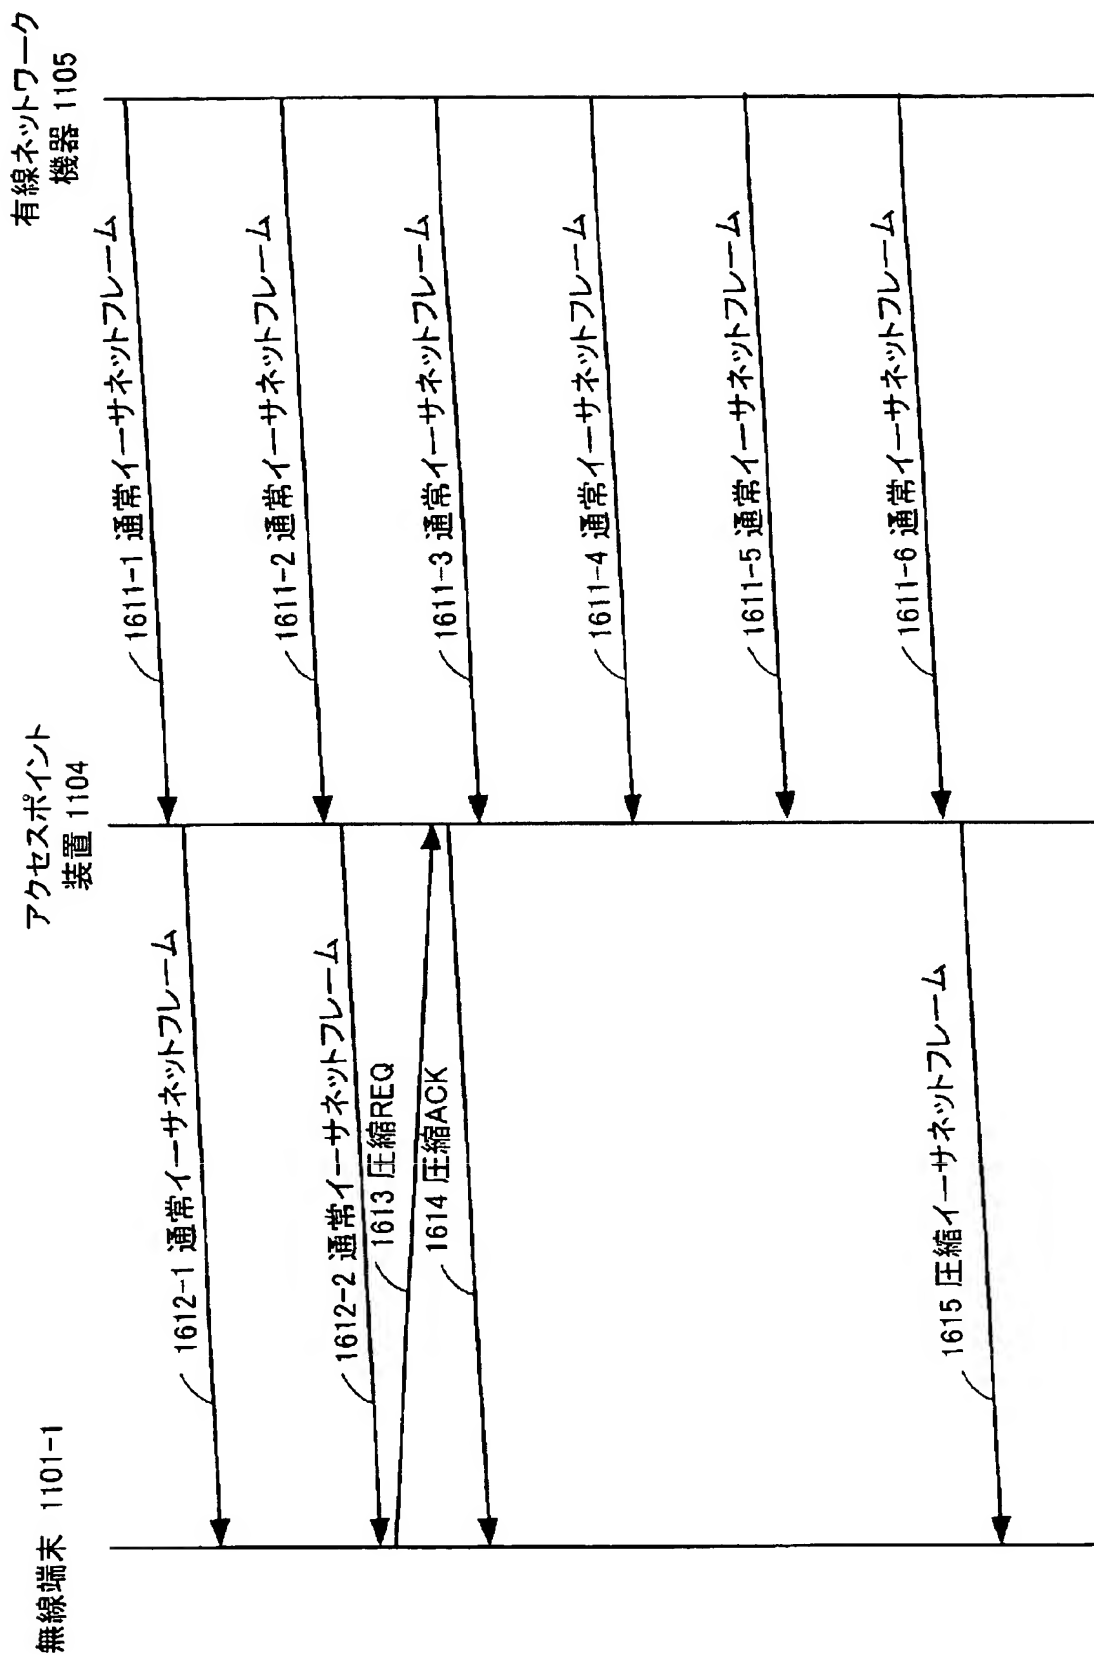 無線端末 1101-1
アクセスポイント
装置 1104
有線ネットワーク
機器 1105
1611-1 通常イーサネットフレーム
1612-1 通常イーサネットフレーム
1611-2 通常イーサネットフレーム
1612-2 通常イーサネットフレーム
1613 圧縮REQ
1614 圧縮ACK
1611-3 通常イーサネットフレーム
1611-4 通常イーサネットフレーム
1611-5 通常イーサネットフレーム
1611-6 通常イーサネットフレーム
1615 圧縮イーサネットフレーム